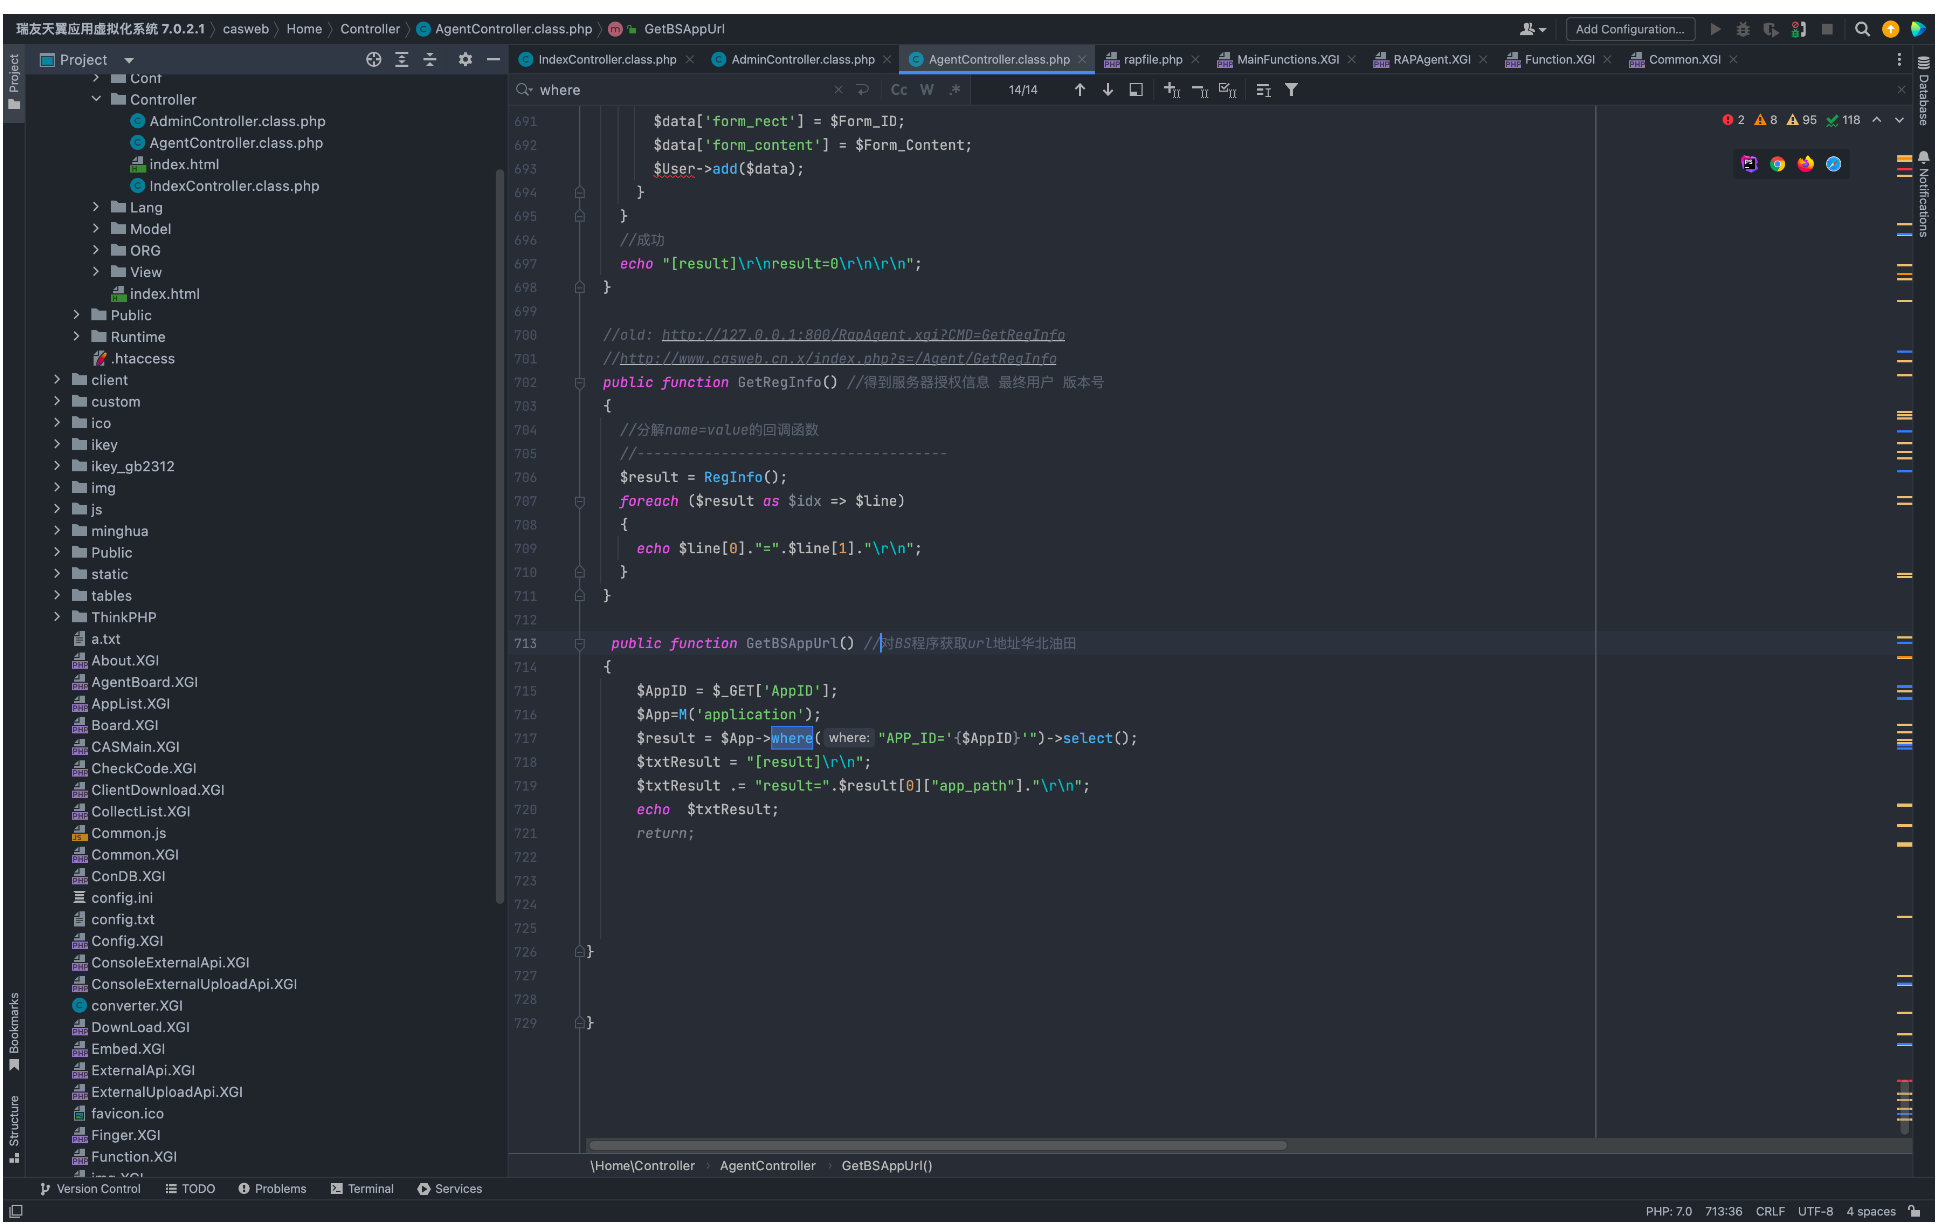 瑞友天翼应用虚拟化系统 7.0.2.1 casweb Home Controller AgentController.class.php GetBSAppUrl
Add Configuration...
Project
Project
IndexController.class.php
AdminController.class.php
AgentController.class.php
rapfile.php
MainFunctions.XGI
RAPAgent.XGI
Function.XGI
Common.XGI
where
Cc W .*
14/14
2 8 95 118
Database
Notifications
Conf
Controller
AdminController.class.php
AgentController.class.php
index.html
IndexController.class.php
Lang
Model
ORG
View
index.html
Public
Runtime
.htaccess
client
custom
ico
ikey
ikey_gb2312
img
js
minghua
Public
static
tables
ThinkPHP
a.txt
About.XGI
AgentBoard.XGI
AppList.XGI
Board.XGI
CASMain.XGI
CheckCode.XGI
ClientDownload.XGI
CollectList.XGI
Common.js
Common.XGI
ConDB.XGI
config.ini
config.txt
Config.XGI
ConsoleExternalApi.XGI
ConsoleExternalUploadApi.XGI
converter.XGI
DownLoad.XGI
Embed.XGI
ExternalApi.XGI
ExternalUploadApi.XGI
favicon.ico
Finger.XGI
Function.XGI
Bookmarks
Structure
691 $data['form_rect'] = $Form_ID;
692 $data['form_content'] = $Form_Content;
693 $User->add($data);
694 }
695 }
696 //成功
697 echo "[result]\r\nresult=0\r\n\r\n";
698 }
699
700 //old: http://127.0.0.1:800/RapAgent.xgi?CMD=GetRegInfo
701 //http://www.casweb.cn.x/index.php?s=/Agent/GetRegInfo
702 public function GetRegInfo() //得到服务器授权信息 最终用户 版本号
703 {
704 //分解name=value的回调函数
705 //-------------------------------------
706 $result = RegInfo();
707 foreach ($result as $idx => $line)
708 {
709 echo $line[0]."=".$line[1]."\r\n";
710 }
711 }
712
713 public function GetBSAppUrl() //对BS程序获取url地址华北油田
714 {
715 $AppID = $_GET['AppID'];
716 $App=M('application');
717 $result = $App->where( where: "APP_ID='{$AppID}'")->select();
718 $txtResult = "[result]\r\n";
719 $txtResult .= "result=".$result[0]["app_path"]."\r\n";
720 echo $txtResult;
721 return;
722
723
724
725
726 }
727
728
729 }
\Home\Controller AgentController GetBSAppUrl()
Version Control TODO Problems Terminal Services
PHP: 7.0 713:36 CRLF UTF-8 4 spaces